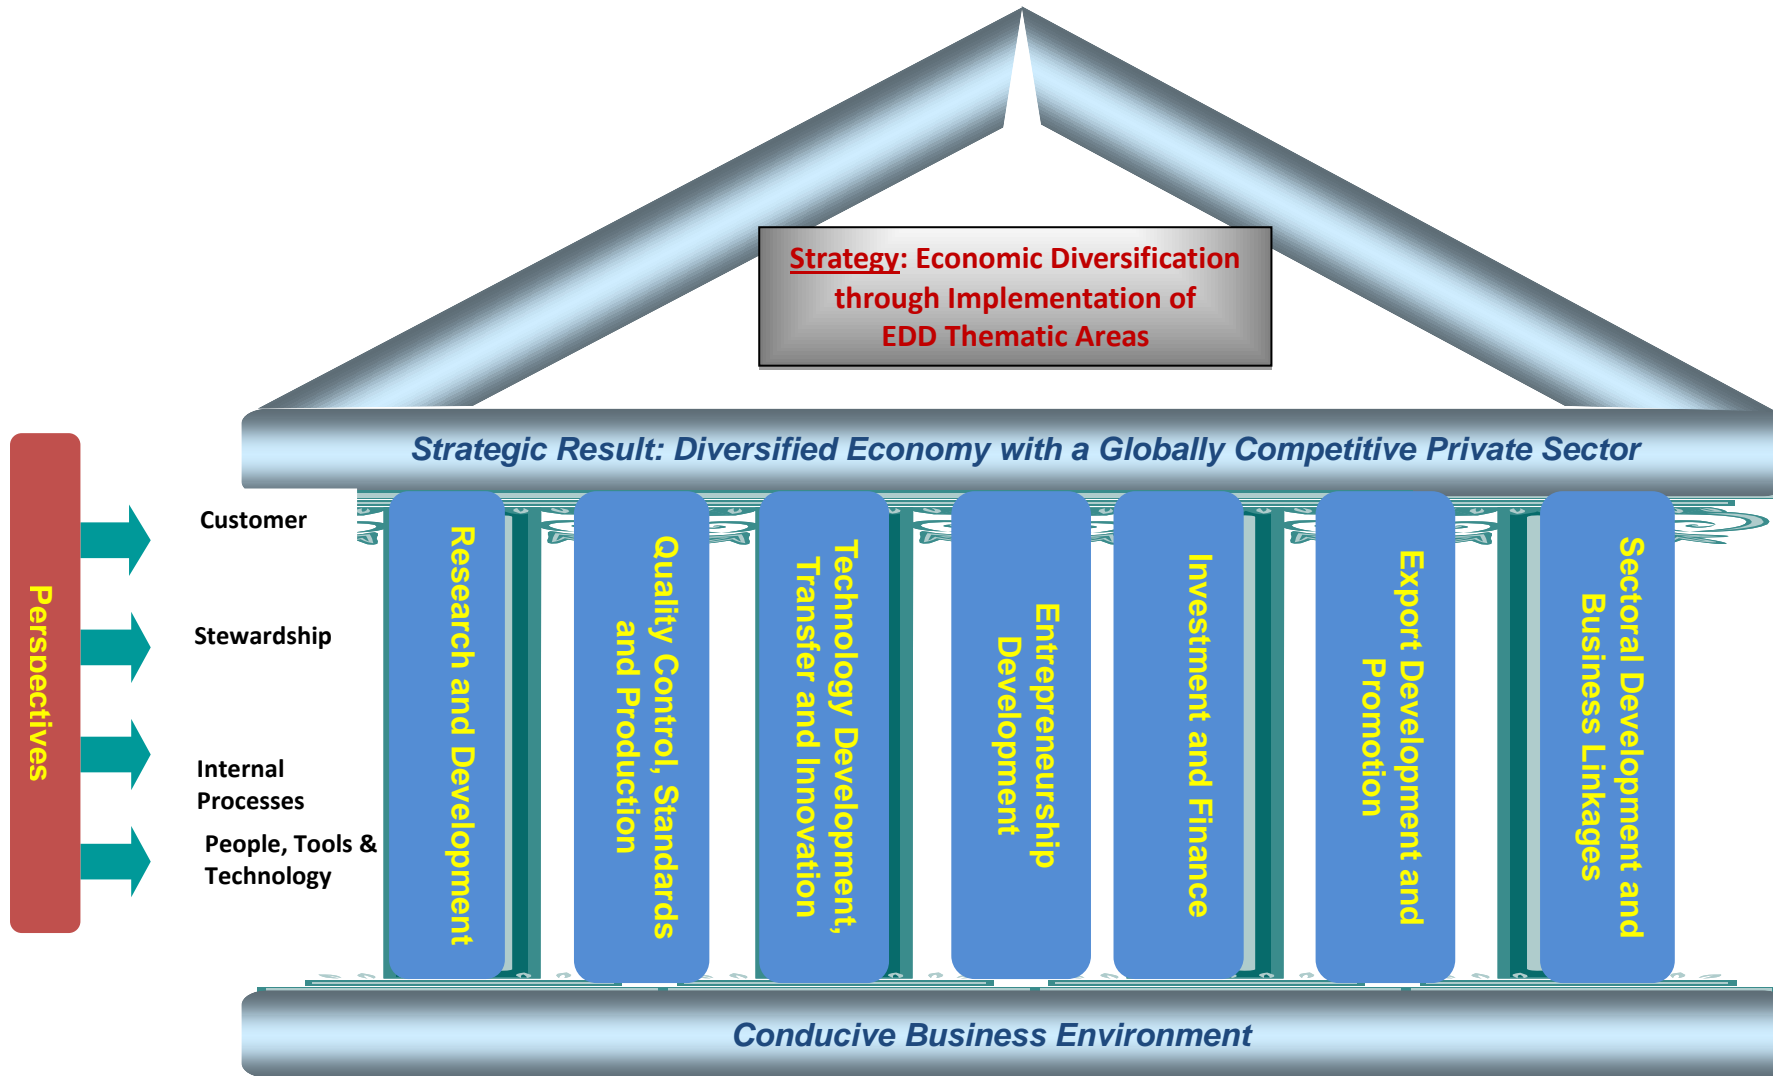 Strategy: Economic Diversification
through Implementation of
EDD Thematic Areas
Strategic Result: Diversified Economy with a Globally Competitive Private Sector
Perspectives
Customer
Stewardship
Internal
Processes
People, Tools &
Technology
Research and Development
Quality Control, Standards
and Production
Technology Development,
Transfer and Innovation
Entrepreneurship
Development
Investment and Finance
Export Development and
Promotion
Sectoral Development and
Business Linkages
Conducive Business Environment